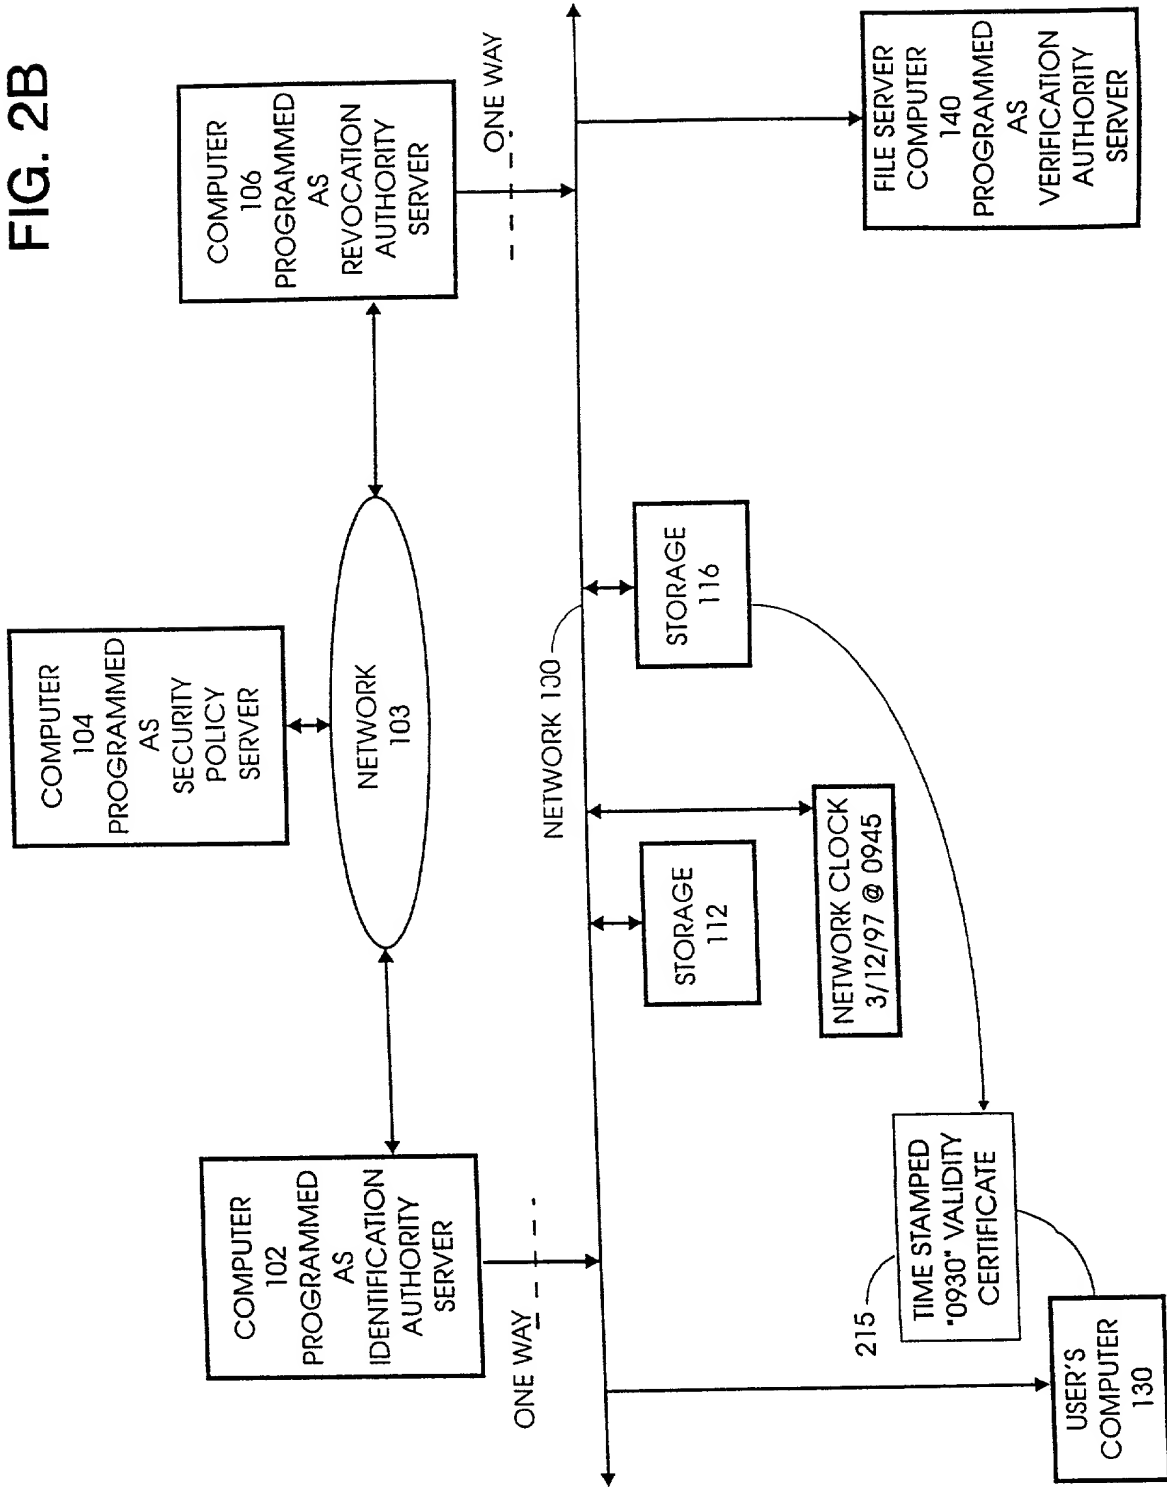 FIG. 2B
COMPUTER
104
PROGRAMMED
AS
SECURITY
POLICY
SERVER
COMPUTER
102
PROGRAMMED
AS
IDENTIFICATION
AUTHORITY
SERVER
NETWORK
103
COMPUTER
106
PROGRAMMED
AS
REVOCATION
AUTHORITY
SERVER
ONE WAY
ONE WAY
NETWORK 100
STORAGE
112
STORAGE
116
NETWORK CLOCK
3/12/97 @ 0945
FILE SERVER
COMPUTER
140
PROGRAMMED
AS
VERIFICATION
AUTHORITY
SERVER
215
TIME STAMPED
"0930" VALIDITY
CERTIFICATE
USER'S
COMPUTER
130